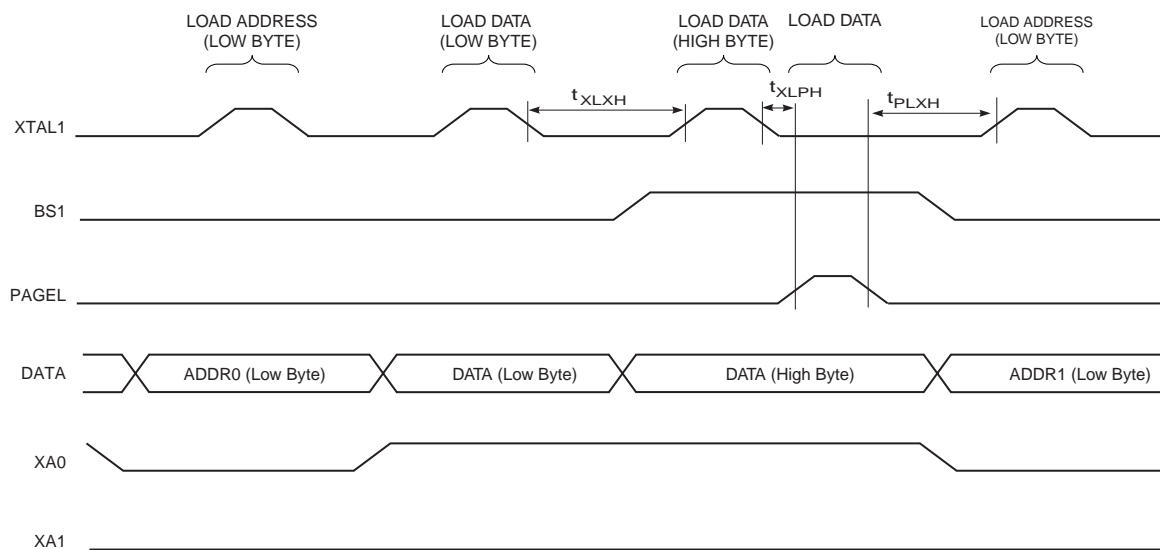 LOAD ADDRESS
(LOW BYTE)
LOAD DATA
(LOW BYTE)
LOAD DATA
(HIGH BYTE)
LOAD DATA
LOAD ADDRESS
(LOW BYTE)
XTAL1
t XLXH
tXLPH
tPLXH
BS1
PAGEL
DATA
ADDR0 (Low Byte)
DATA (Low Byte)
DATA (High Byte)
ADDR1 (Low Byte)
XA0
XA1